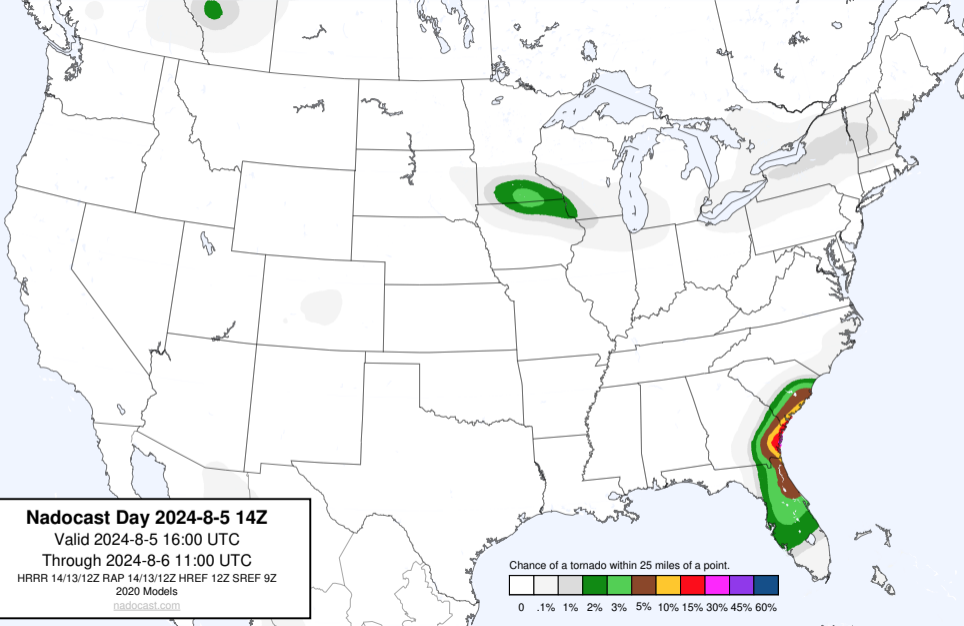 Nadocast Day 2024-8-5 14Z
Valid 2024-8-5 16:00 UTC
Through 2024-8-6 11:00 UTC
HRRR 14/13/12Z RAP 14/13/12Z HREF 12Z SREF 9Z
2020 Models
nadocast.com
Chance of a tornado within 25 miles of a point.
0 .1% 1% 2% 3% 5% 10% 15% 30% 45% 60%